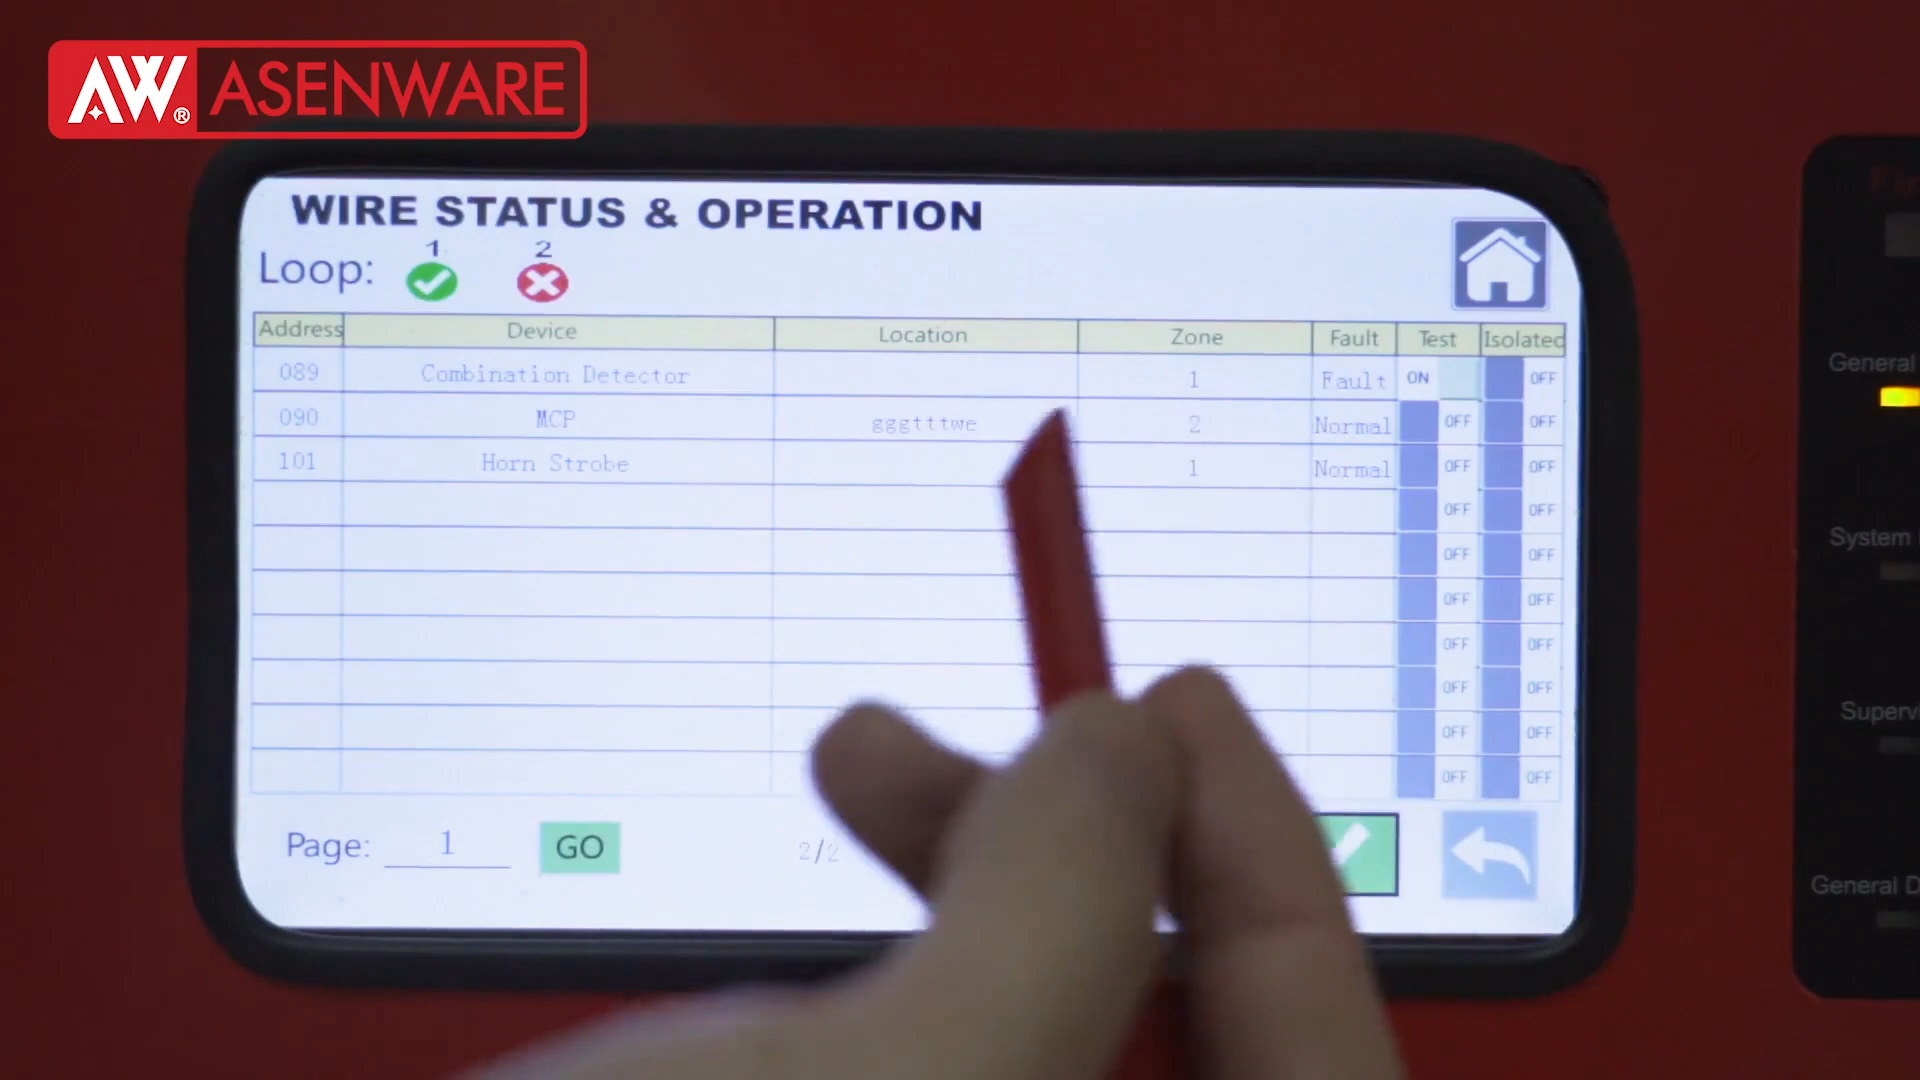 AW® ASENWARE
WIRE STATUS & OPERATION
Loop: 1 2
Address Device Location Zone Fault Test Isolated
089 Combination Detector 1 Fault ON OFF
090 MCP gggtttwe 2 Normal OFF OFF
101 Horn Strobe 1 Normal OFF OFF
OFF OFF
OFF OFF
OFF OFF
OFF OFF
OFF OFF
OFF OFF
OFF OFF
Page: 1 GO 2/2
General
System
General